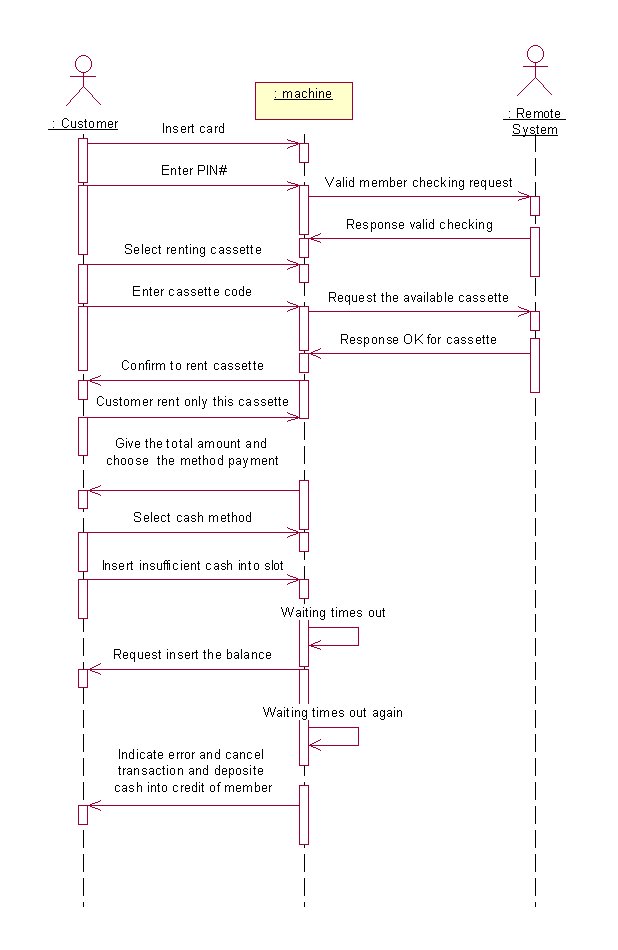 : machine
: Customer
: Remote
System
Insert card
Enter PIN#
Valid member checking request
Response valid checking
Select renting cassette
Enter cassette code
Request the available cassette
Response OK for cassette
Confirm to rent cassette
Customer rent only this cassette
Give the total amount and
choose the method payment
Select cash method
Insert insufficient cash into slot
Waiting times out
Request insert the balance
Waiting times out again
Indicate error and cancel
transaction and deposite
cash into credit of member